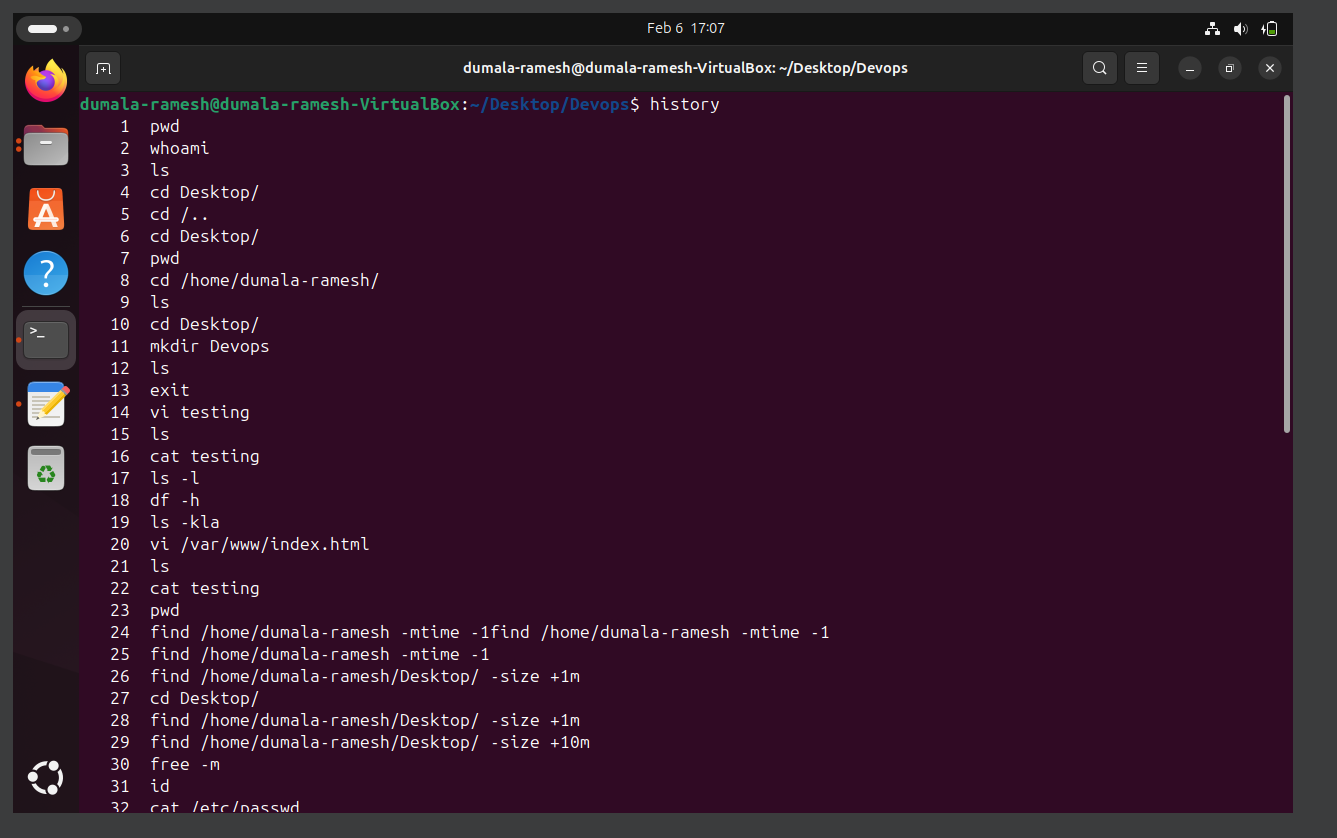 Feb 6 17:07
dumala-ramesh@dumala-ramesh-VirtualBox: ~/Desktop/Devops
dumala-ramesh@dumala-ramesh-VirtualBox:~/Desktop/Devops$ history
1 pwd
2 whoami
3 ls
4 cd Desktop/
5 cd /..
6 cd Desktop/
7 pwd
8 cd /home/dumala-ramesh/
9 ls
10 cd Desktop/
11 mkdir Devops
12 ls
13 exit
14 vi testing
15 ls
16 cat testing
17 ls -l
18 df -h
19 ls -kla
20 vi /var/www/index.html
21 ls
22 cat testing
23 pwd
24 find /home/dumala-ramesh -mtime -1find /home/dumala-ramesh -mtime -1
25 find /home/dumala-ramesh -mtime -1
26 find /home/dumala-ramesh/Desktop/ -size +1m
27 cd Desktop/
28 find /home/dumala-ramesh/Desktop/ -size +1m
29 find /home/dumala-ramesh/Desktop/ -size +10m
30 free -m
31 id
32 cat /etc/passwd